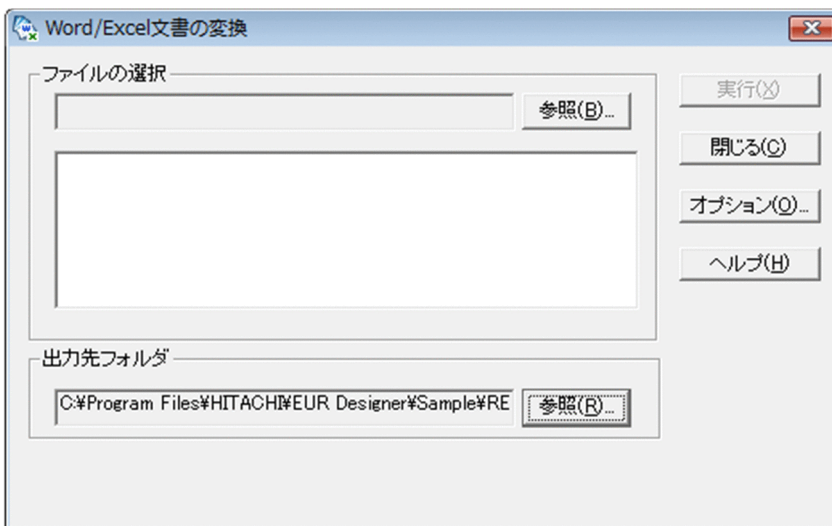 Word/Excel文書の変換
ファイルの選択
参照(B)...
実行(X)
閉じる(C)
オプション(O)...
ヘルプ(H)
出力先フォルダ
C:¥Program Files¥HITACHI¥EUR Designer¥Sample¥RE
参照(R)...